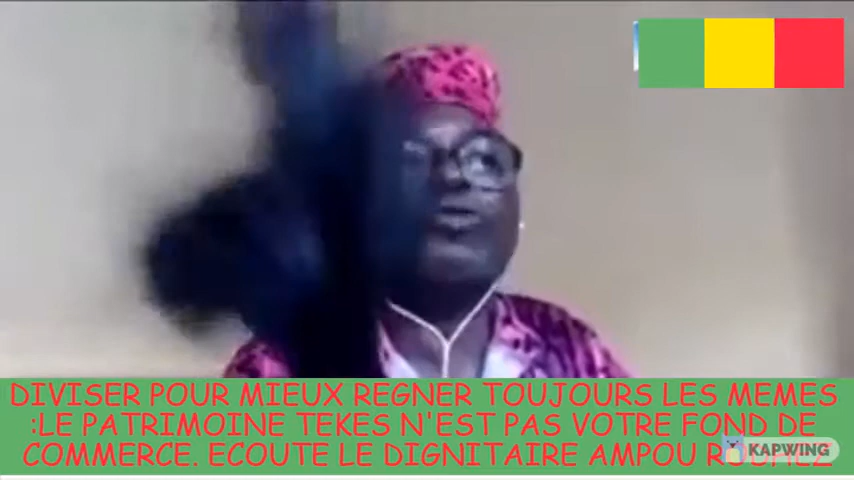 DIVISER POUR MIEUX REGNER TOUJOURS LES MEMES
:LE PATRIMOINE TEKES N'EST PAS VOTRE FOND DE
COMMERCE. ECOUTE LE DIGNITAIRE AMPOU
KAPWING